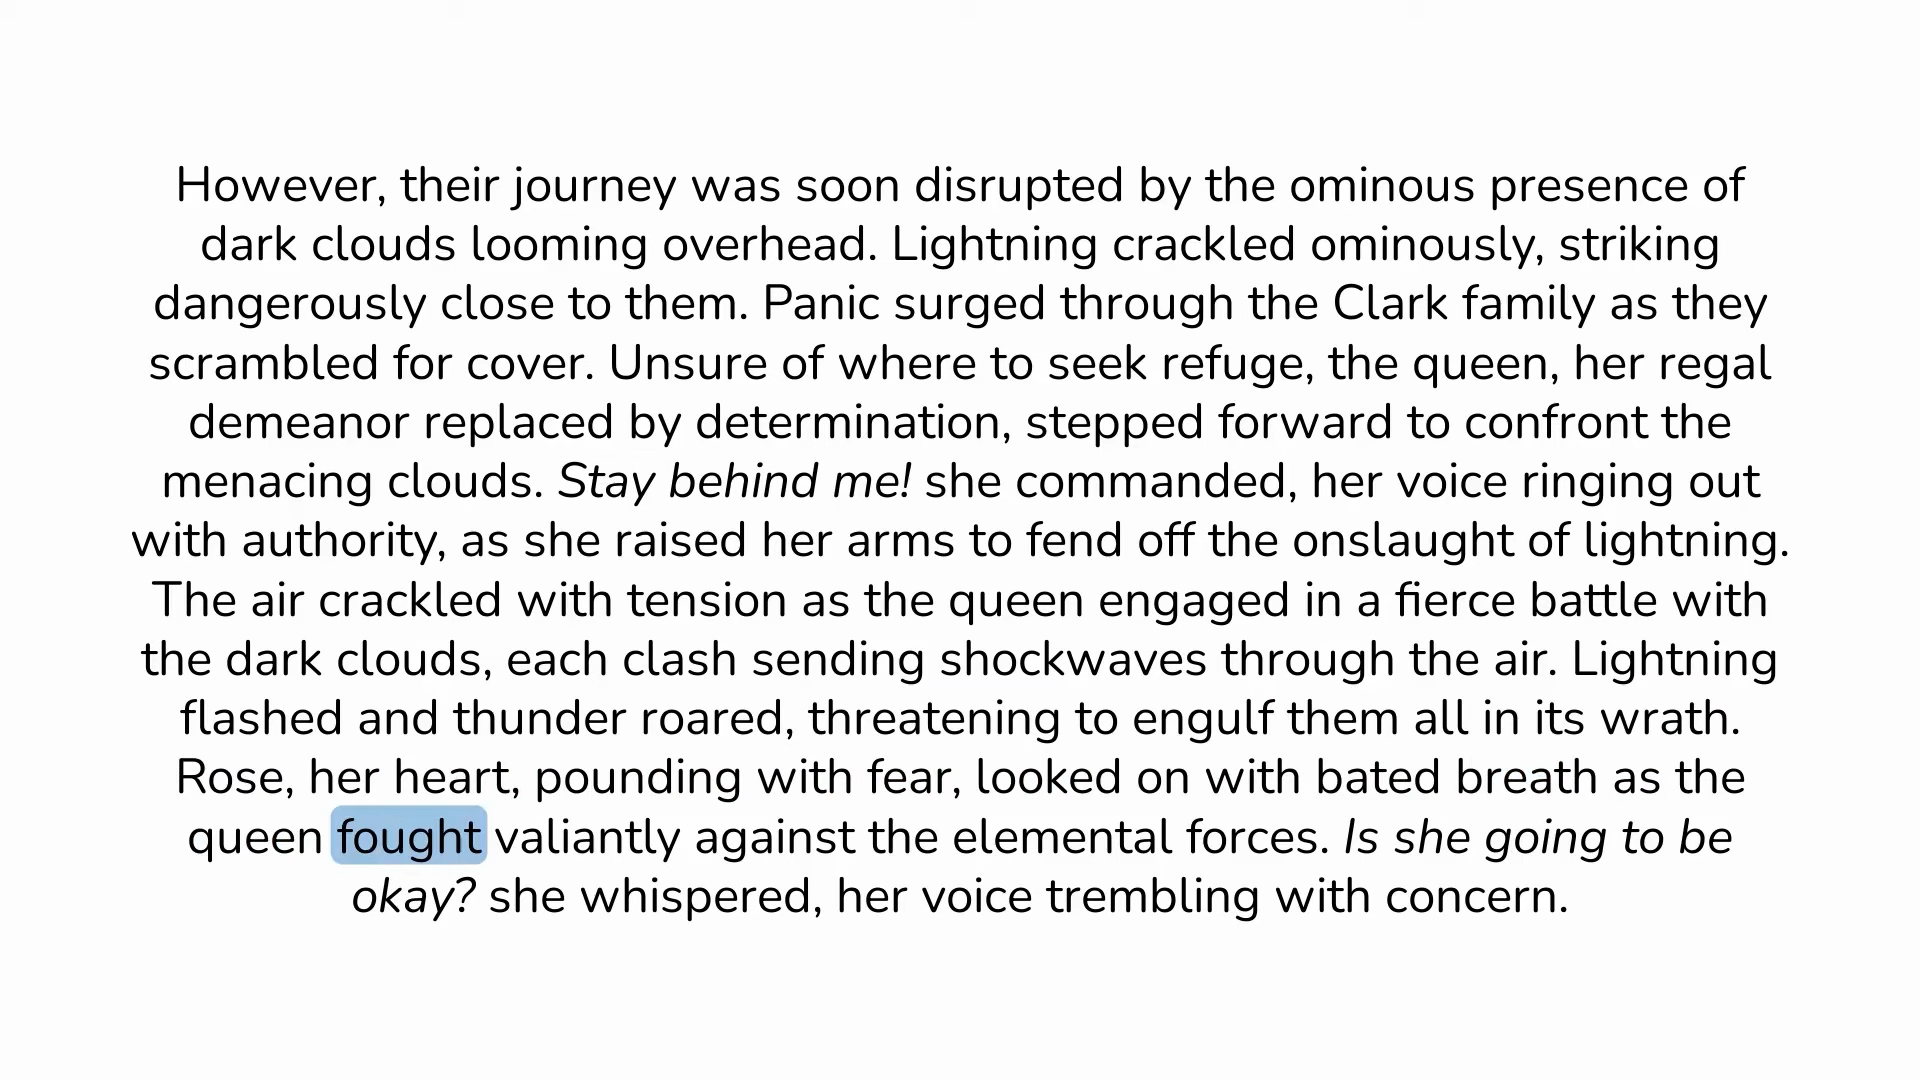 However, their journey was soon disrupted by the ominous presence of
dark clouds looming overhead. Lightning crackled ominously, striking
dangerously close to them. Panic surged through the Clark family as they
scrambled for cover. Unsure of where to seek refuge, the queen, her regal
demeanor replaced by determination, stepped forward to confront the
menacing clouds. Stay behind me! she commanded, her voice ringing out
with authority, as she raised her arms to fend off the onslaught of lightning.
The air crackled with tension as the queen engaged in a fierce battle with
the dark clouds, each clash sending shockwaves through the air. Lightning
flashed and thunder roared, threatening to engulf them all in its wrath.
Rose, her heart, pounding with fear, looked on with bated breath as the
queen fought valiantly against the elemental forces. Is she going to be
okay? she whispered, her voice trembling with concern.